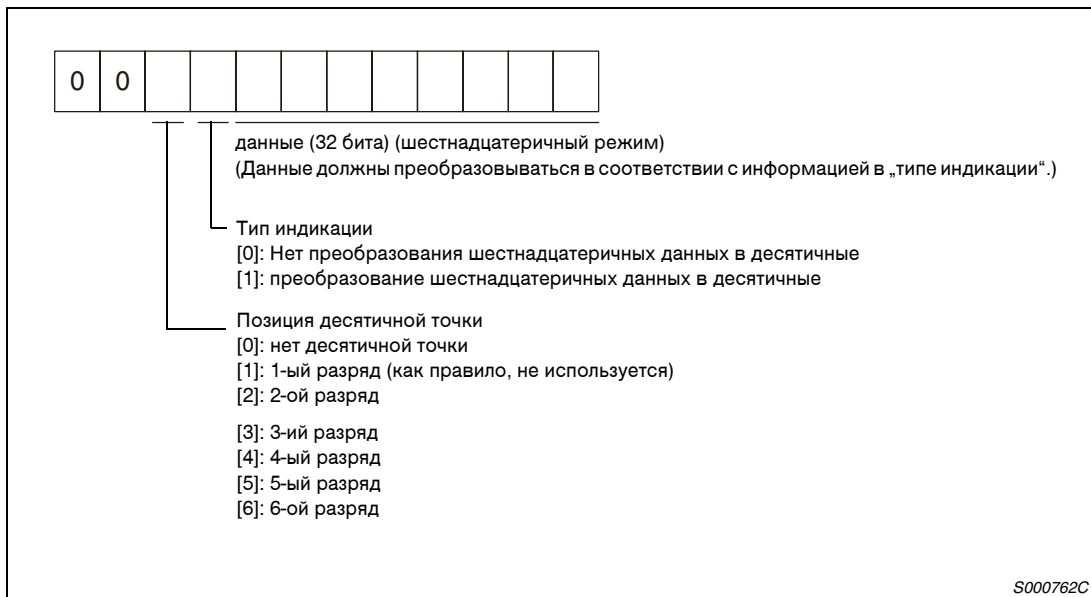 0 0
данные (32 бита) (шестнадцатеричный режим)
(Данные должны преобразовываться в соответствии с информацией в „типе индикации“.)
Тип индикации
[0]: Нет преобразования шестнадцатеричных данных в десятичные
[1]: преобразование шестнадцатеричных данных в десятичные
Позиция десятичной точки
[0]: нет десятичной точки
[1]: 1-ый разряд (как правило, не используется)
[2]: 2-ой разряд
[3]: 3-ий разряд
[4]: 4-ый разряд
[5]: 5-ый разряд
[6]: 6-ой разряд
S000762C